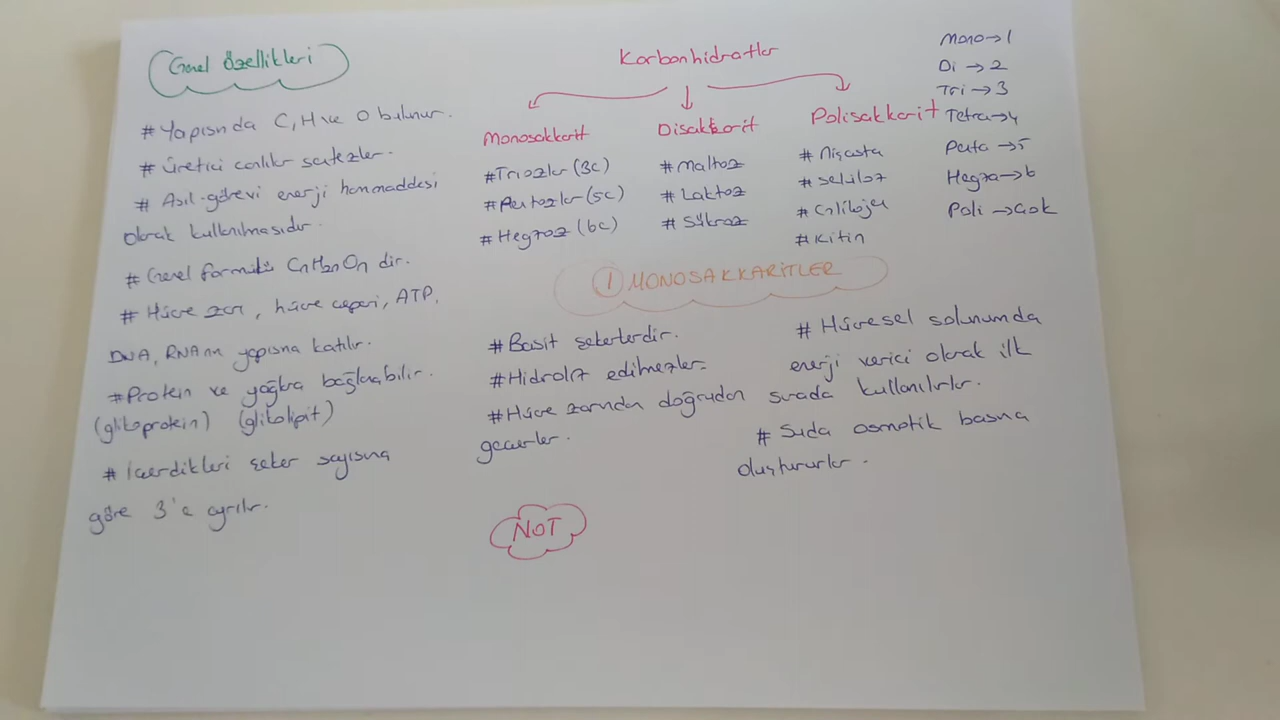 Genel özellikleri
# Yapısında C, H ve O bulunur.
# Üretici canlılar sentezler.
# Asıl görevi enerji hammaddesi
olarak kullanılmasıdır.
# Genel formülü CnH2nOn dir.
# Hücre zarı, hücre çeperi, ATP,
DNA, RNA nın yapısına katılır.
# Protein ve yağlara bağlanabilir.
(glikoprotein) (glikolipit)
# İçerdikleri şeker sayısına
göre 3'e ayrılır.
Karbonhidratlar
Monosakkarit
# Triozlar (3c)
# Pentozlar (5c)
# Hegzoz (6c)
Disakkarit
# Maltoz
# Laktoz
# Sükroz
Polisakkarit
# Nişasta
# Selüloz
# Glikojen
# Kitin
Mono→1
Di→2
Tri→3
Tetra→4
Penta→5
Hegza→6
Poli→Çok
1 MONOSAKKARİTLER
# Basit şekerlerdir.
# Hidroliz edilmezler.
# Hücre zarından doğrudan
geçerler.
# Hücresel solunumda
enerji verici olarak ilk
sırada kullanılırlar.
# Suda osmotik basınç
oluştururlar.
NOT